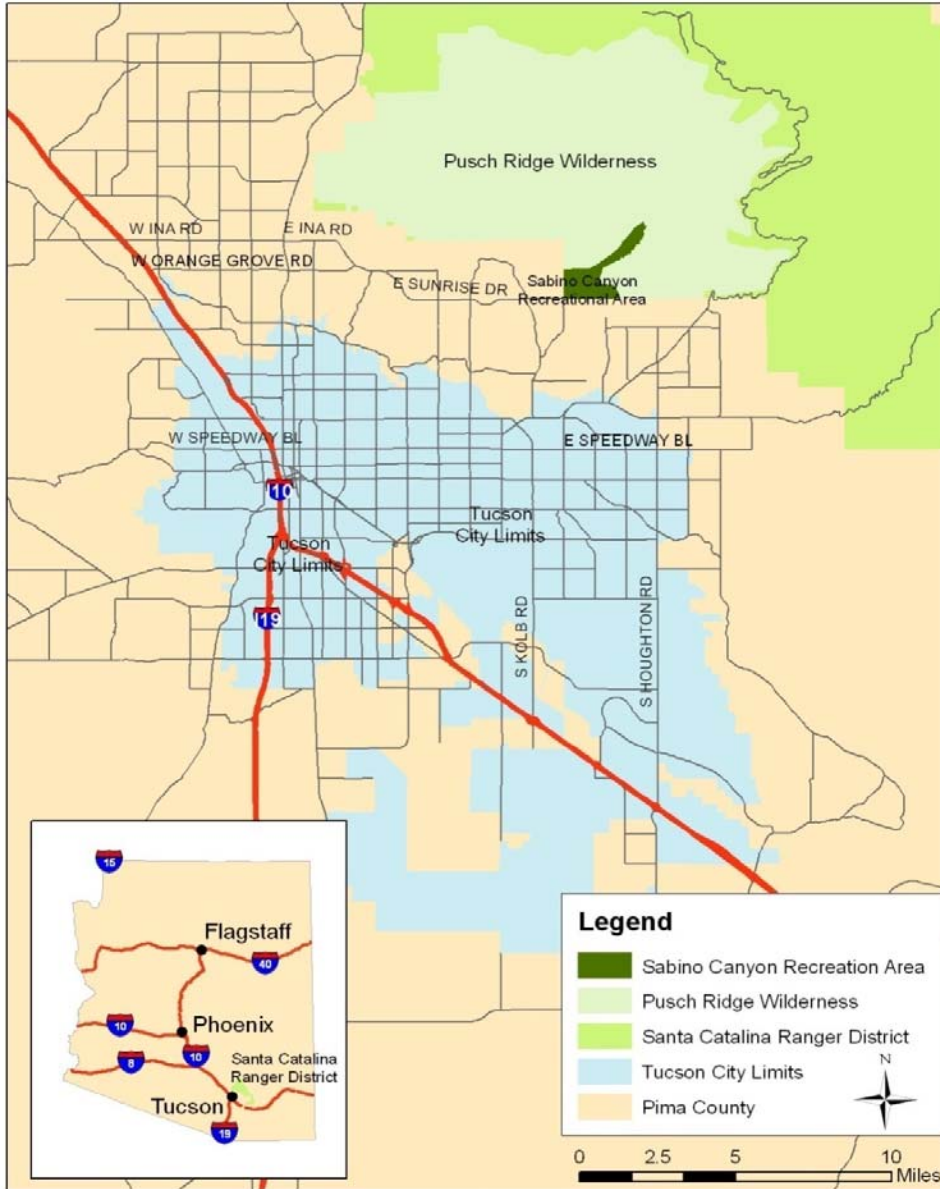 Pusch Ridge Wilderness
W INA RD
E INA RD
W ORANGE GROVE RD
E SUNRISE DR
Sabino Canyon
Recreational Area
W SPEEDWAY BL
E SPEEDWAY BL
I10
Tucson
City Limits
Tucson
City Limits
I19
S KOLB RD
S HOUGHTON RD
15
Flagstaff
40
10
Phoenix
10
8
Santa Catalina
Ranger District
Tucson
19
Legend
Sabino Canyon Recreation Area
Pusch Ridge Wilderness
Santa Catalina Ranger District
Tucson City Limits
Pima County
N
0 2.5 5 10
Miles